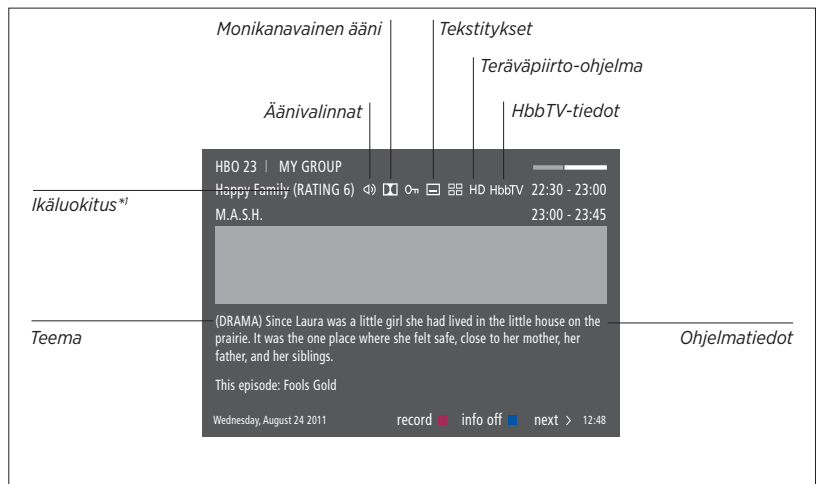 Monikanavainen ääni
Tekstitykset
Teräväpiirto-ohjelma
Äänivalinnat
HbbTV-tiedot
HBO 23 | MY GROUP
Ikäluokitus*1
Happy Family (RATING 6) HD HbbTV 22:30 - 23:00
M.A.S.H. 23:00 - 23:45
Teema
(DRAMA) Since Laura was a little girl she had lived in the little house on the
prairie. It was the one place where she felt safe, close to her mother, her
father, and her siblings.
Ohjelmatiedot
This episode: Fools Gold
Wednesday, August 24 2011 record info off next > 12:48